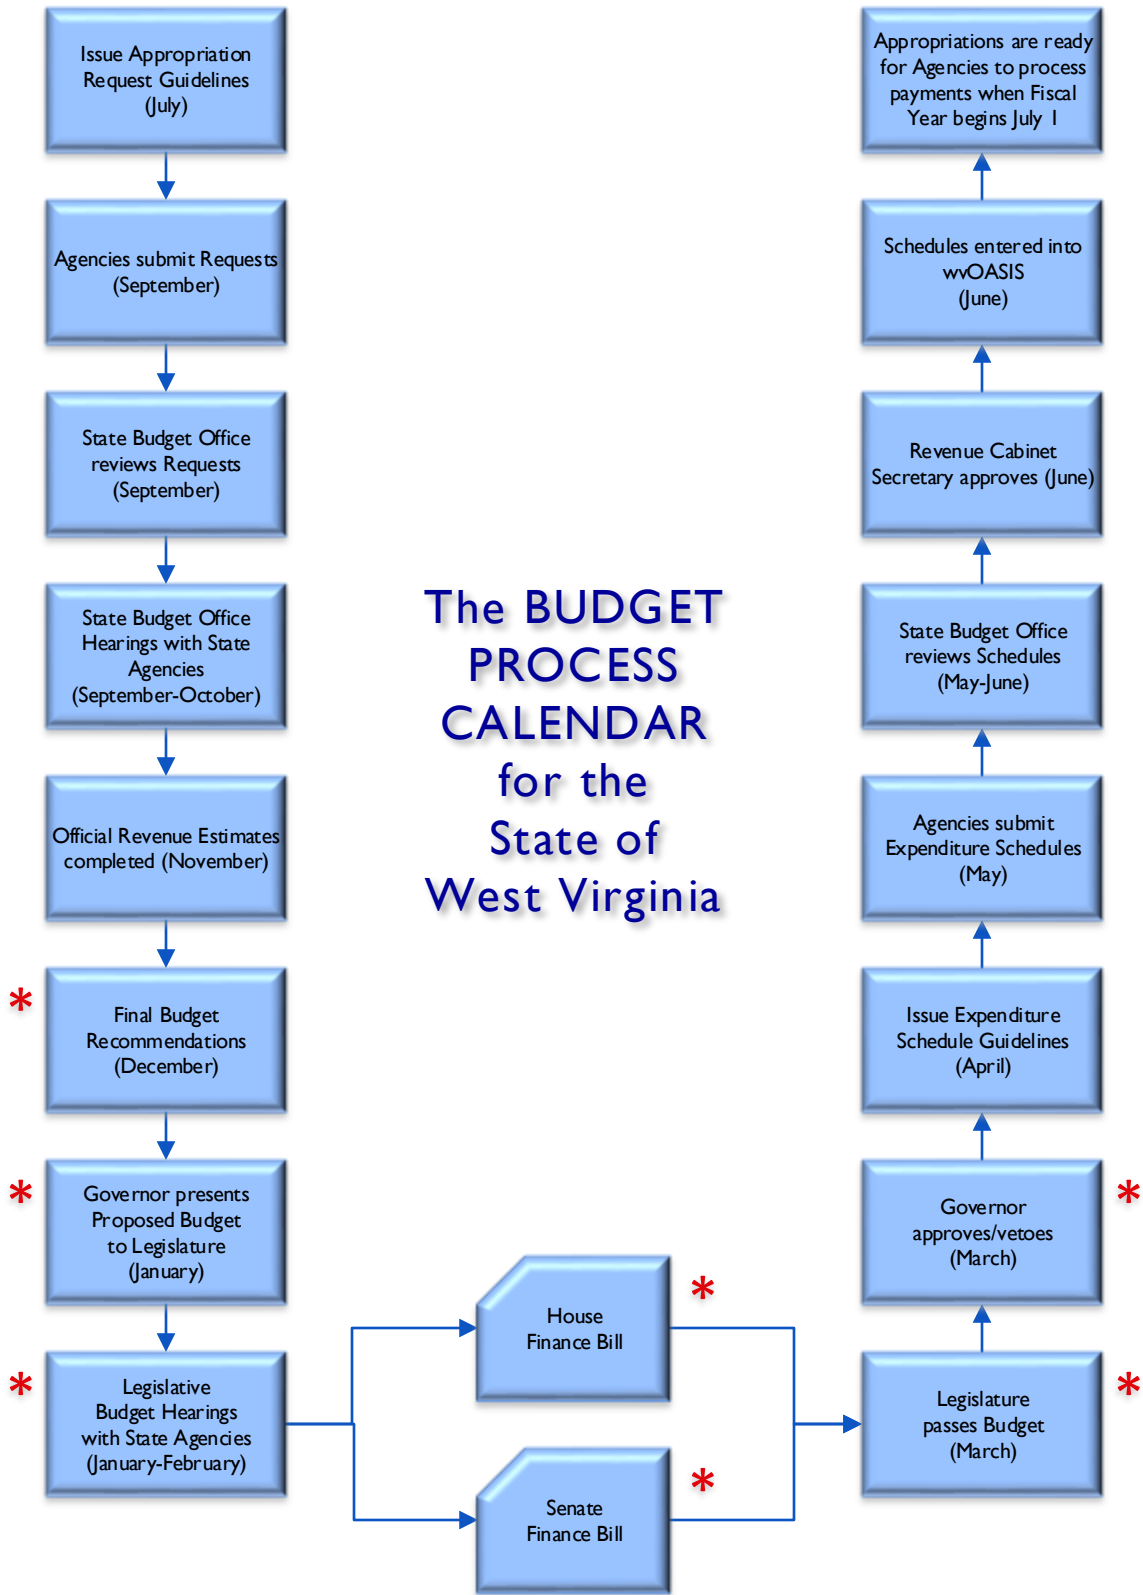 Issue Appropriation
Request Guidelines
(July)
Agencies submit Requests
(September)
State Budget Office
reviews Requests
(September)
State Budget Office
Hearings with State
Agencies
(September-October)
Official Revenue Estimates
completed (November)
*
Final Budget
Recommendations
(December)
*
Governor presents
Proposed Budget
to Legislature
(January)
*
Legislative
Budget Hearings
with State Agencies
(January-February)
The BUDGET
PROCESS
CALENDAR
for the
State of
West Virginia
House
Finance Bill
*
Senate
Finance Bill
*
Appropriations are ready
for Agencies to process
payments when Fiscal
Year begins July 1
Schedules entered into
wvOASIS
(June)
Revenue Cabinet
Secretary approves (June)
State Budget Office
reviews Schedules
(May-June)
Agencies submit
Expenditure Schedules
(May)
Issue Expenditure
Schedule Guidelines
(April)
Governor
approves/vetoes
(March)
*
Legislature
passes Budget
(March)
*